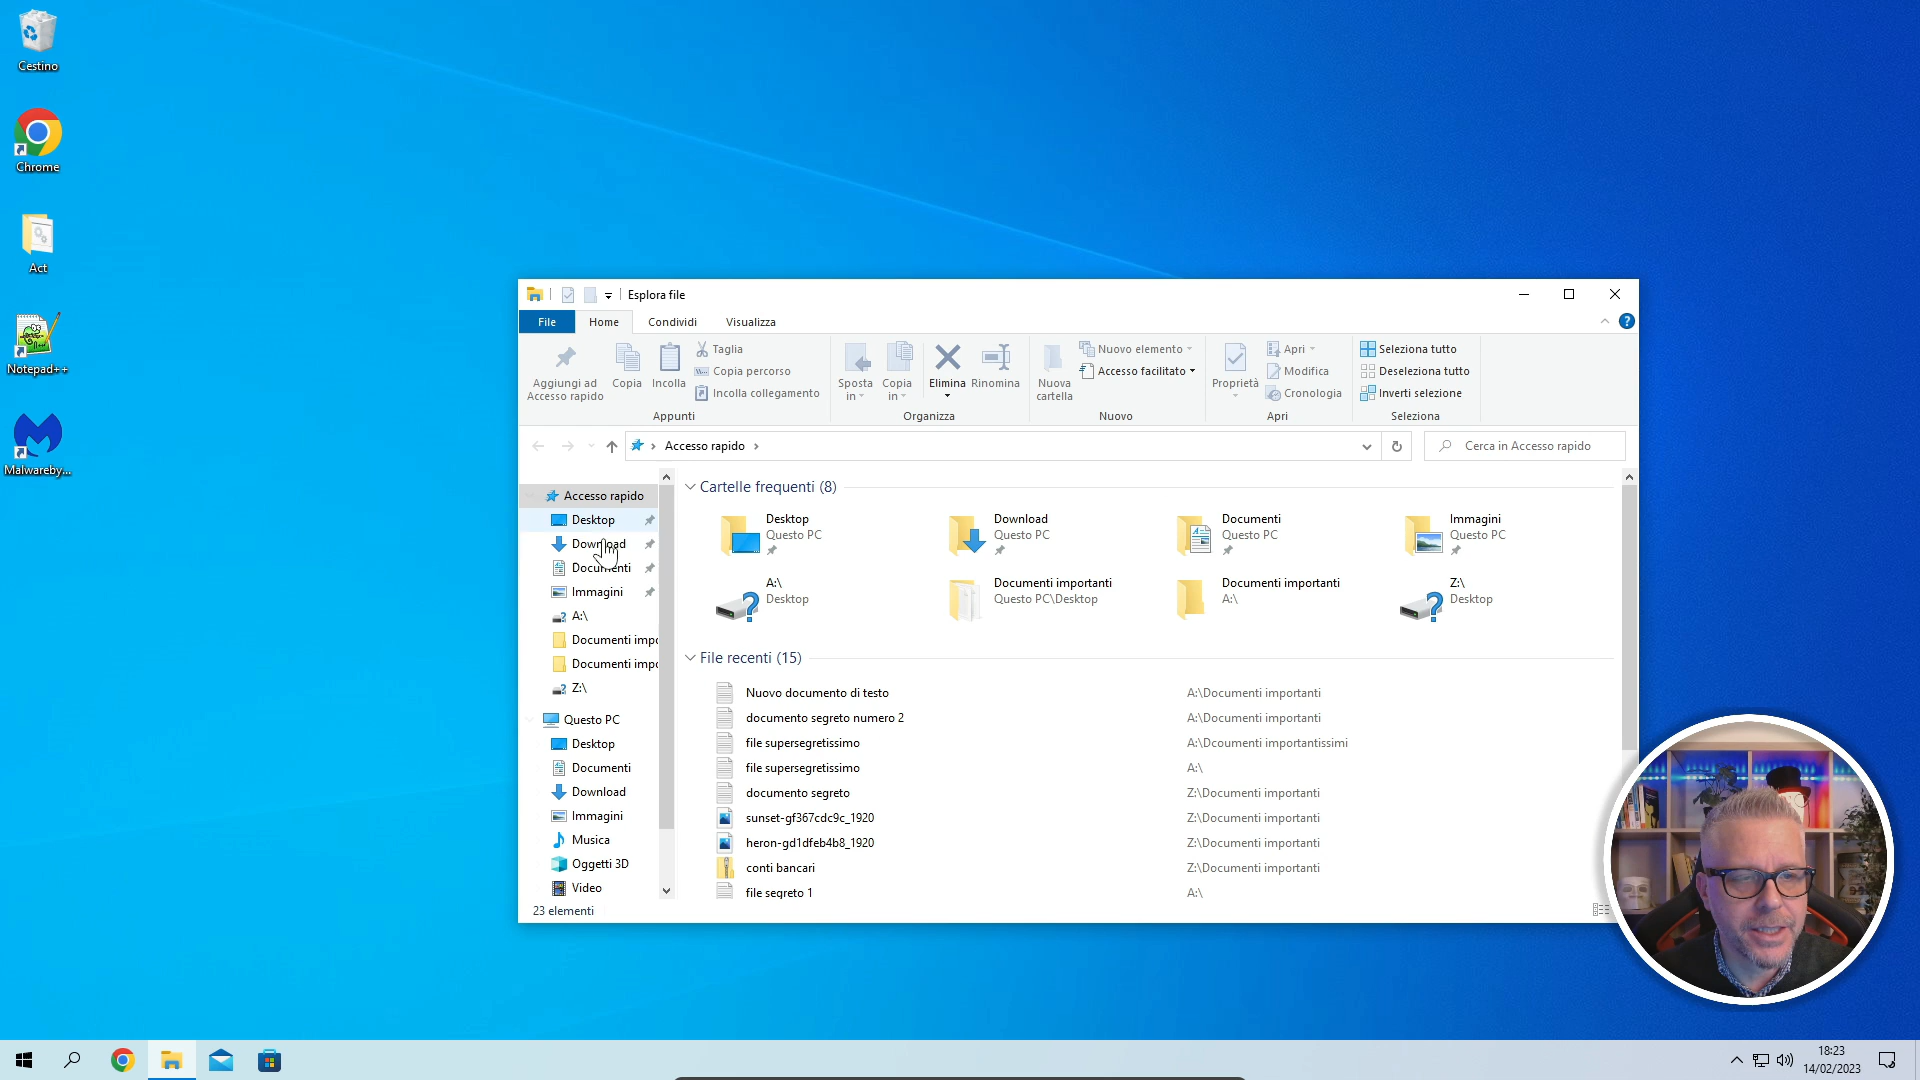 Cestino
Chrome
Act
Notepad++
Malwareby...
Esplora file
File
Home
Condividi
Visualizza
Aggiungi ad
Accesso rapido
Copia
Incolla
Taglia
Copia percorso
Incolla collegamento
Appunti
Sposta
in
Copia
in
Elimina
Rinomina
Organizza
Nuova
cartella
Nuovo elemento
Accesso facilitato
Nuovo
Proprietà
Apri
Modifica
Cronologia
Apri
Seleziona tutto
Deseleziona tutto
Inverti selezione
Seleziona
Accesso rapido
Cerca in Accesso rapido
Accesso rapido
Desktop
Download
Documenti
Immagini
A:\
Documenti impo
Documenti impo
Z:\
Questo PC
Desktop
Documenti
Download
Immagini
Musica
Oggetti 3D
Video
Cartelle frequenti (8)
Desktop
Questo PC
Download
Questo PC
Documenti
Questo PC
Immagini
Questo PC
A:\
Desktop
Documenti importanti
Questo PC\Desktop
Documenti importanti
A:\
Z:\
Desktop
File recenti (15)
Nuovo documento di testo A:\Documenti importanti
documento segreto numero 2 A:\Documenti importanti
file supersegretissimo A:\Dcoumenti importantissimi
file supersegretissimo A:\
documento segreto Z:\Documenti importanti
sunset-gf367cdc9c_1920 Z:\Documenti importanti
heron-gd1dfeb4b8_1920 Z:\Documenti importanti
conti bancari Z:\Documenti importanti
file segreto 1 A:\
23 elementi
18:23
14/02/2023